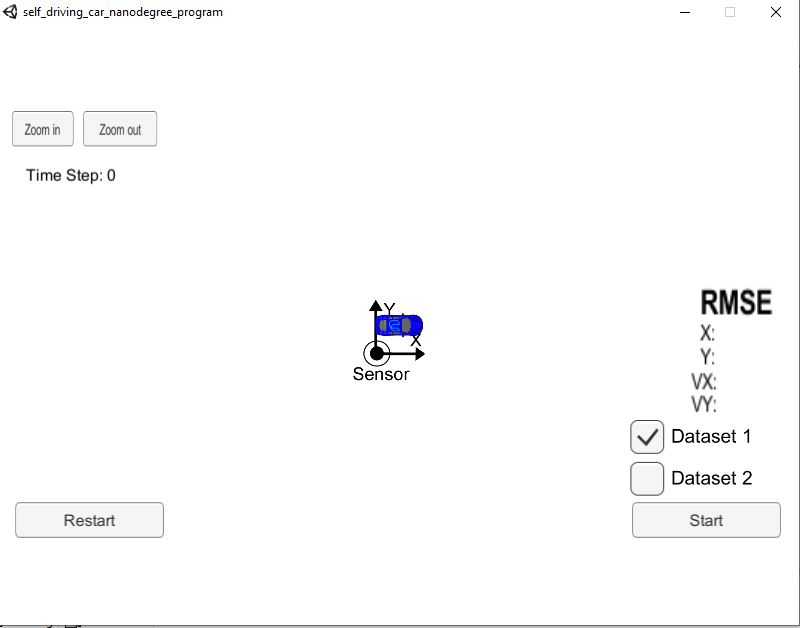 self_driving_car_nanodegree_program
Zoom in
Zoom out
Time Step: 0
Y
X
Sensor
RMSE
X:
Y:
VX:
VY:
Dataset 1
Dataset 2
Restart
Start